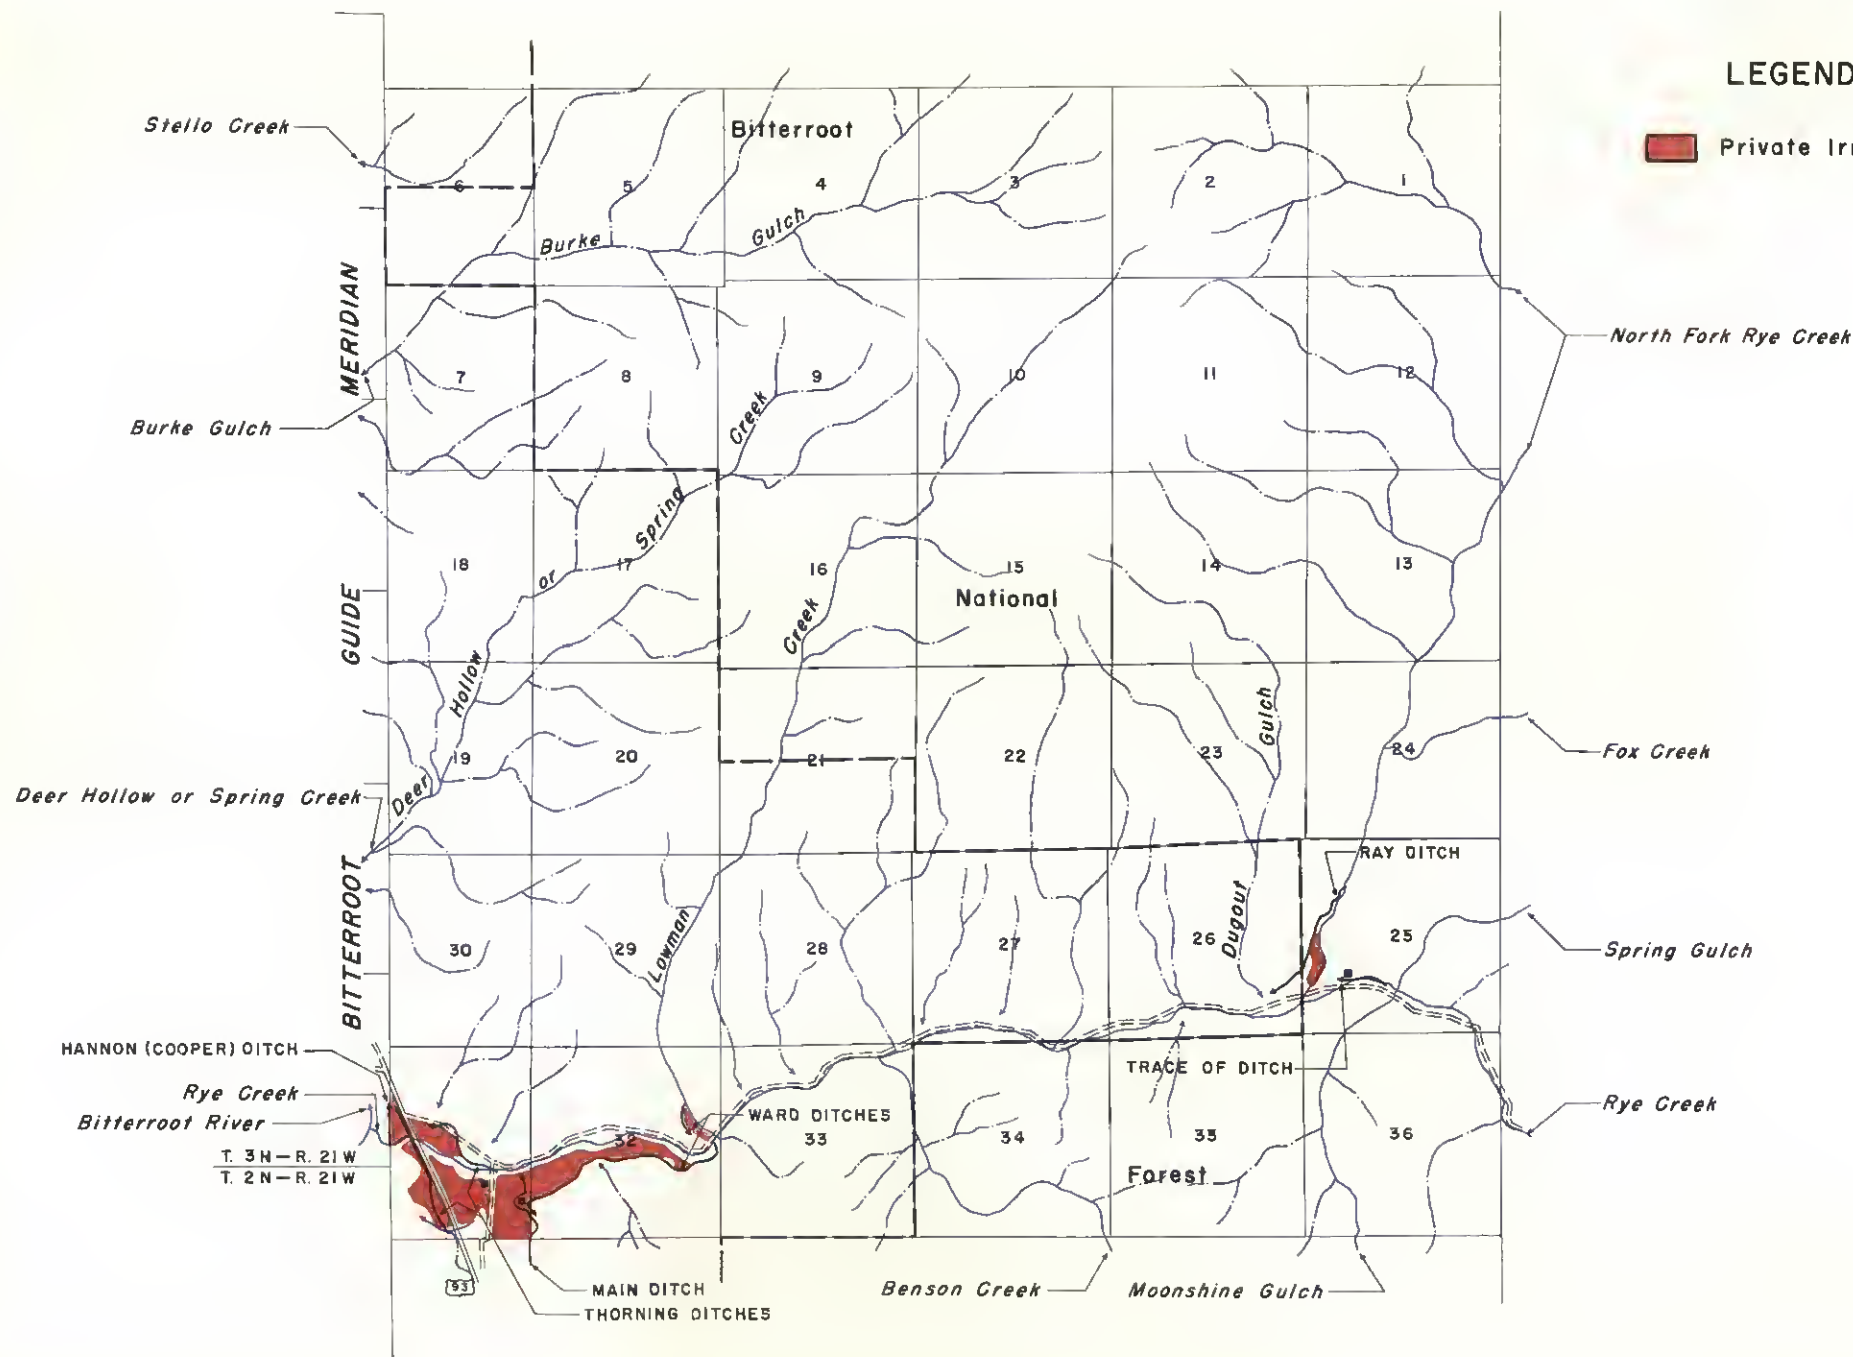 LEGEND
Private Irr
Stello Creek
Bitterroot
6
5
4
3
2
1
Burke Gulch
MERIDIAN
North Fork Rye Creek
7
8
9
10
11
12
Burke Gulch
Creek
Spring
or
18
17
16
15
14
13
National
Creek
GUIDE
Hollow
Gulch
19
20
21
22
23
24
Fox Creek
Deer
Deer Hollow or Spring Creek
RAY DITCH
BITTERROOT
Dugout
Lowman
30
29
28
27
26
25
Spring Gulch
HANNON (COOPER) DITCH
TRACE OF DITCH
Rye Creek
Bitterroot River
WARD DITCHES
Rye Creek
32
33
34
35
36
T. 3N—R. 21W
T. 2N—R. 21W
Forest
93
MAIN DITCH
Benson Creek
Moonshine Gulch
THORNING DITCHES